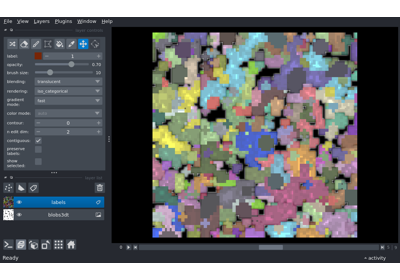 File View Layers Plugins Window Help
label: 1
opacity: 0.70
brush size: 10
blending: translucent
rendering: iso_categorical
gradient mode: fast
color mode:
contour: 0
n edit dim: 2
contiguous:
preserve labels:
show selected:
labels
blobs3dt
0
Ready
activity